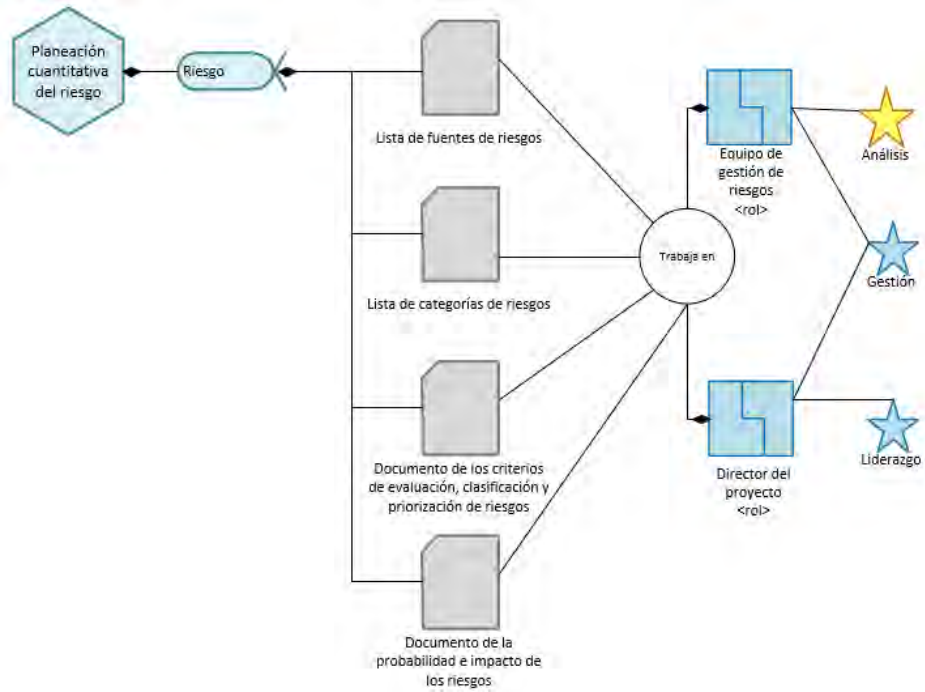 Planeación
cuantitativa
del riesgo
Riesgo
Lista de fuentes de riesgos
Lista de categorías de riesgos
Documento de los criterios
de evaluación, clasificación y
priorización de riesgos
Documento de la
probabilidad e impacto de
los riesgos
Trabaja en
Equipo de
gestión de
riesgos
<rol>
Director del
proyecto
<rol>
Análisis
Gestión
Liderazgo